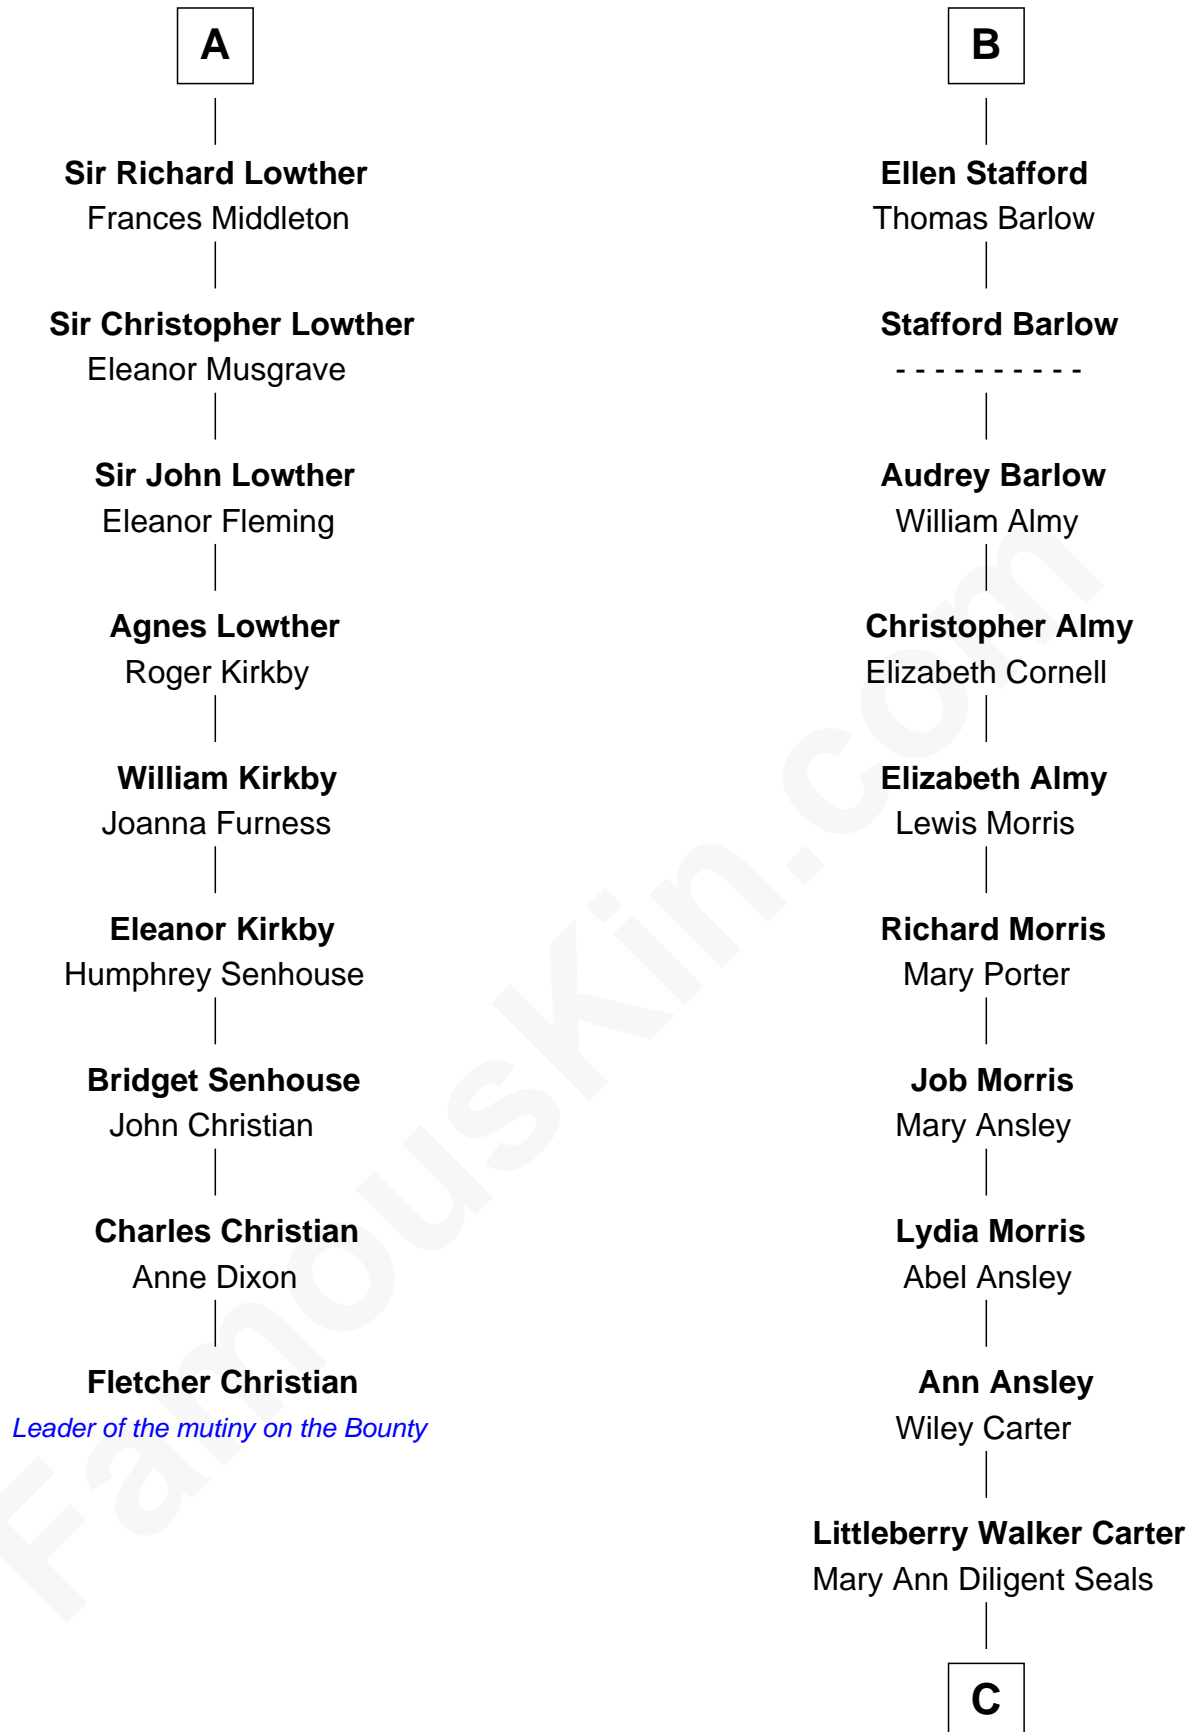 A
Sir Richard Lowther
Frances Middleton
Sir Christopher Lowther
Eleanor Musgrave
Sir John Lowther
Eleanor Fleming
Agnes Lowther
Roger Kirkby
William Kirkby
Joanna Furness
Eleanor Kirkby
Humphrey Senhouse
Bridget Senhouse
John Christian
Charles Christian
Anne Dixon
Fletcher Christian
Leader of the mutiny on the Bounty
B
Ellen Stafford
Thomas Barlow
Stafford Barlow
- - - - - - - - - -
Audrey Barlow
William Almy
Christopher Almy
Elizabeth Cornell
Elizabeth Almy
Lewis Morris
Richard Morris
Mary Porter
Job Morris
Mary Ansley
Lydia Morris
Abel Ansley
Ann Ansley
Wiley Carter
Littleberry Walker Carter
Mary Ann Diligent Seals
C
FamousKin.com